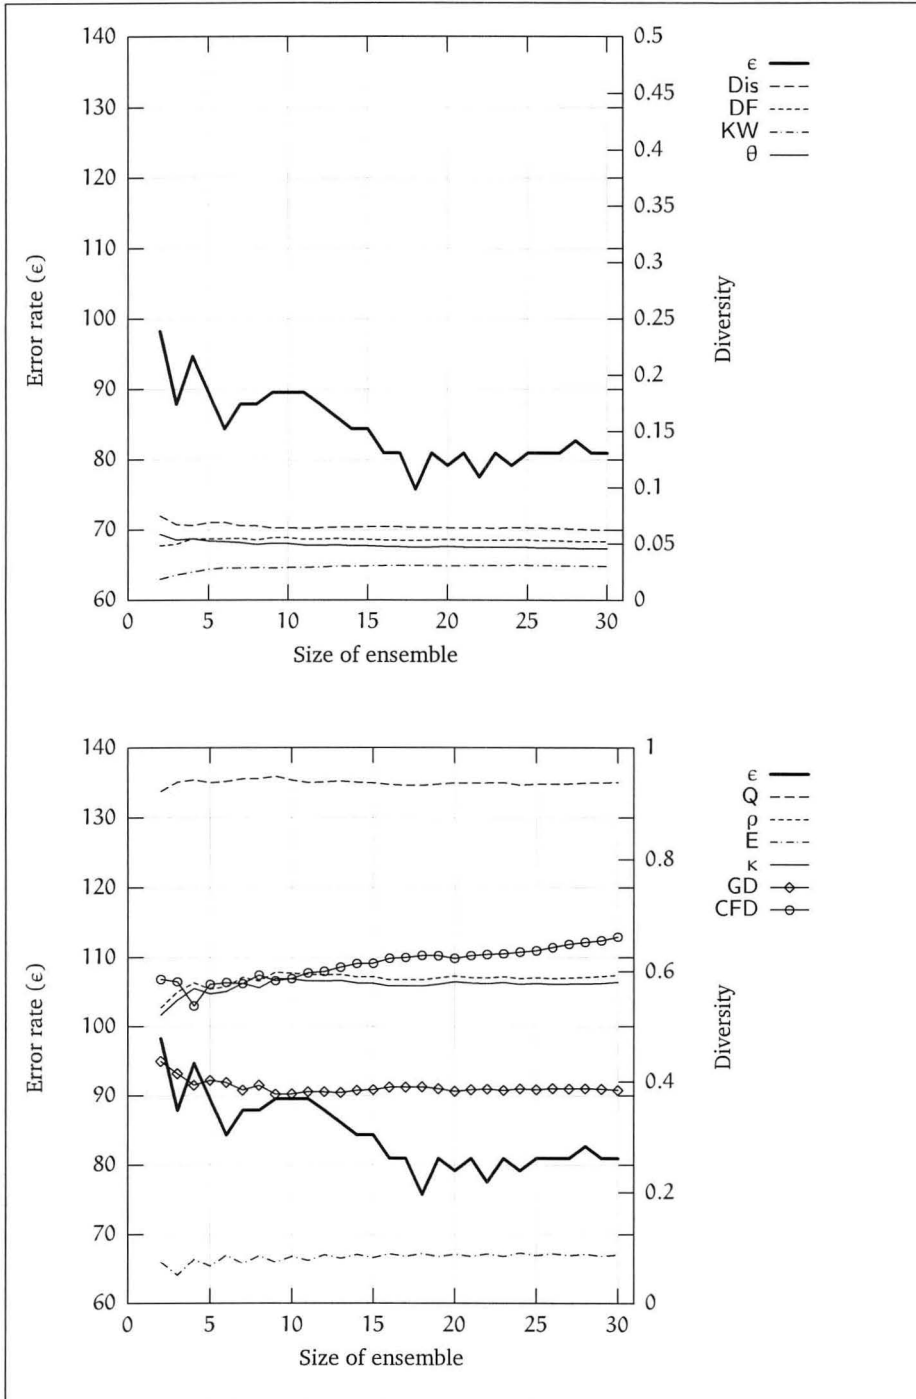 140
130
120
110
100
90
80
70
60
Error rate (ϵ)
0 5 10 15 20 25 30
Size of ensemble
0.5
0.45
0.4
0.35
0.3
0.25
0.2
0.15
0.1
0.05
0
Diversity
ϵ
Dis
DF
KW
θ
140
130
120
110
100
90
80
70
60
Error rate (ϵ)
0 5 10 15 20 25 30
Size of ensemble
1
0.8
0.6
0.4
0.2
0
Diversity
ϵ
Q
ρ
E
κ
GD
CFD